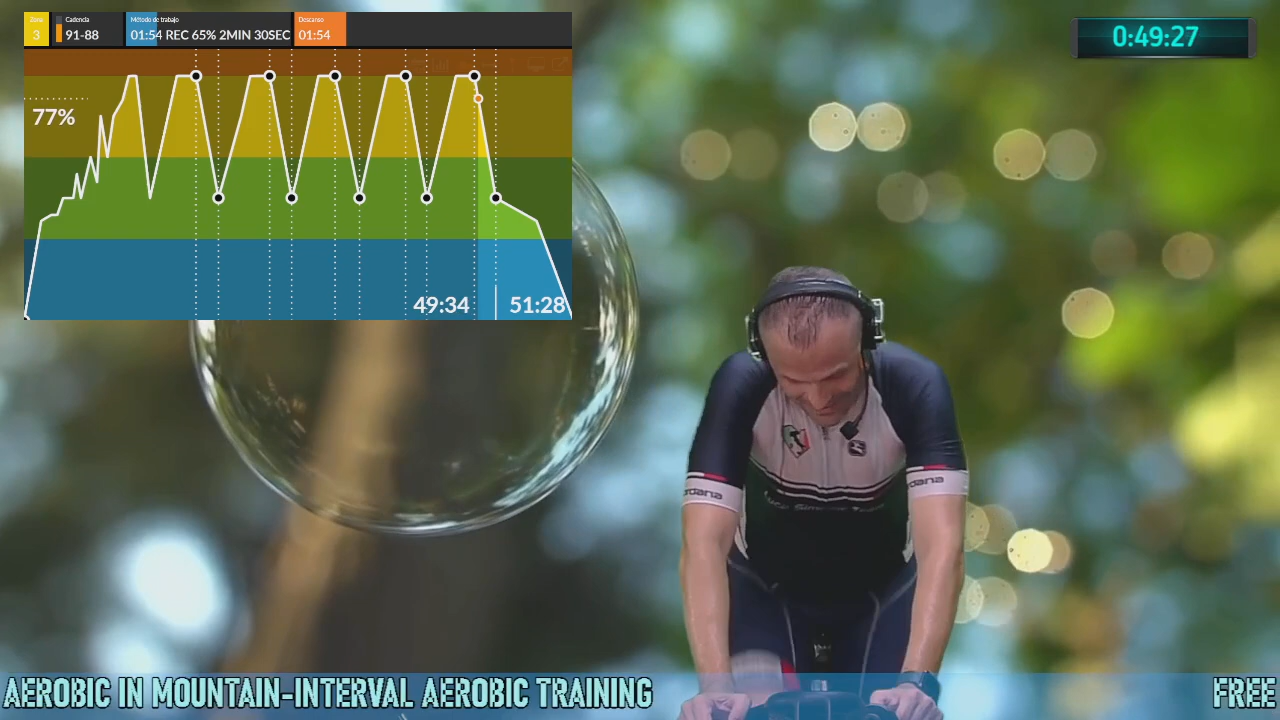 Zona
3
Cadencia
91-88
Método de trabajo
01:54 REC 65% 2MIN 30SEC
Descanso
01:54
0:49:27
77%
49:34
51:28
AEROBIC IN MOUNTAIN-INTERVAL AEROBIC TRAINING
FREE